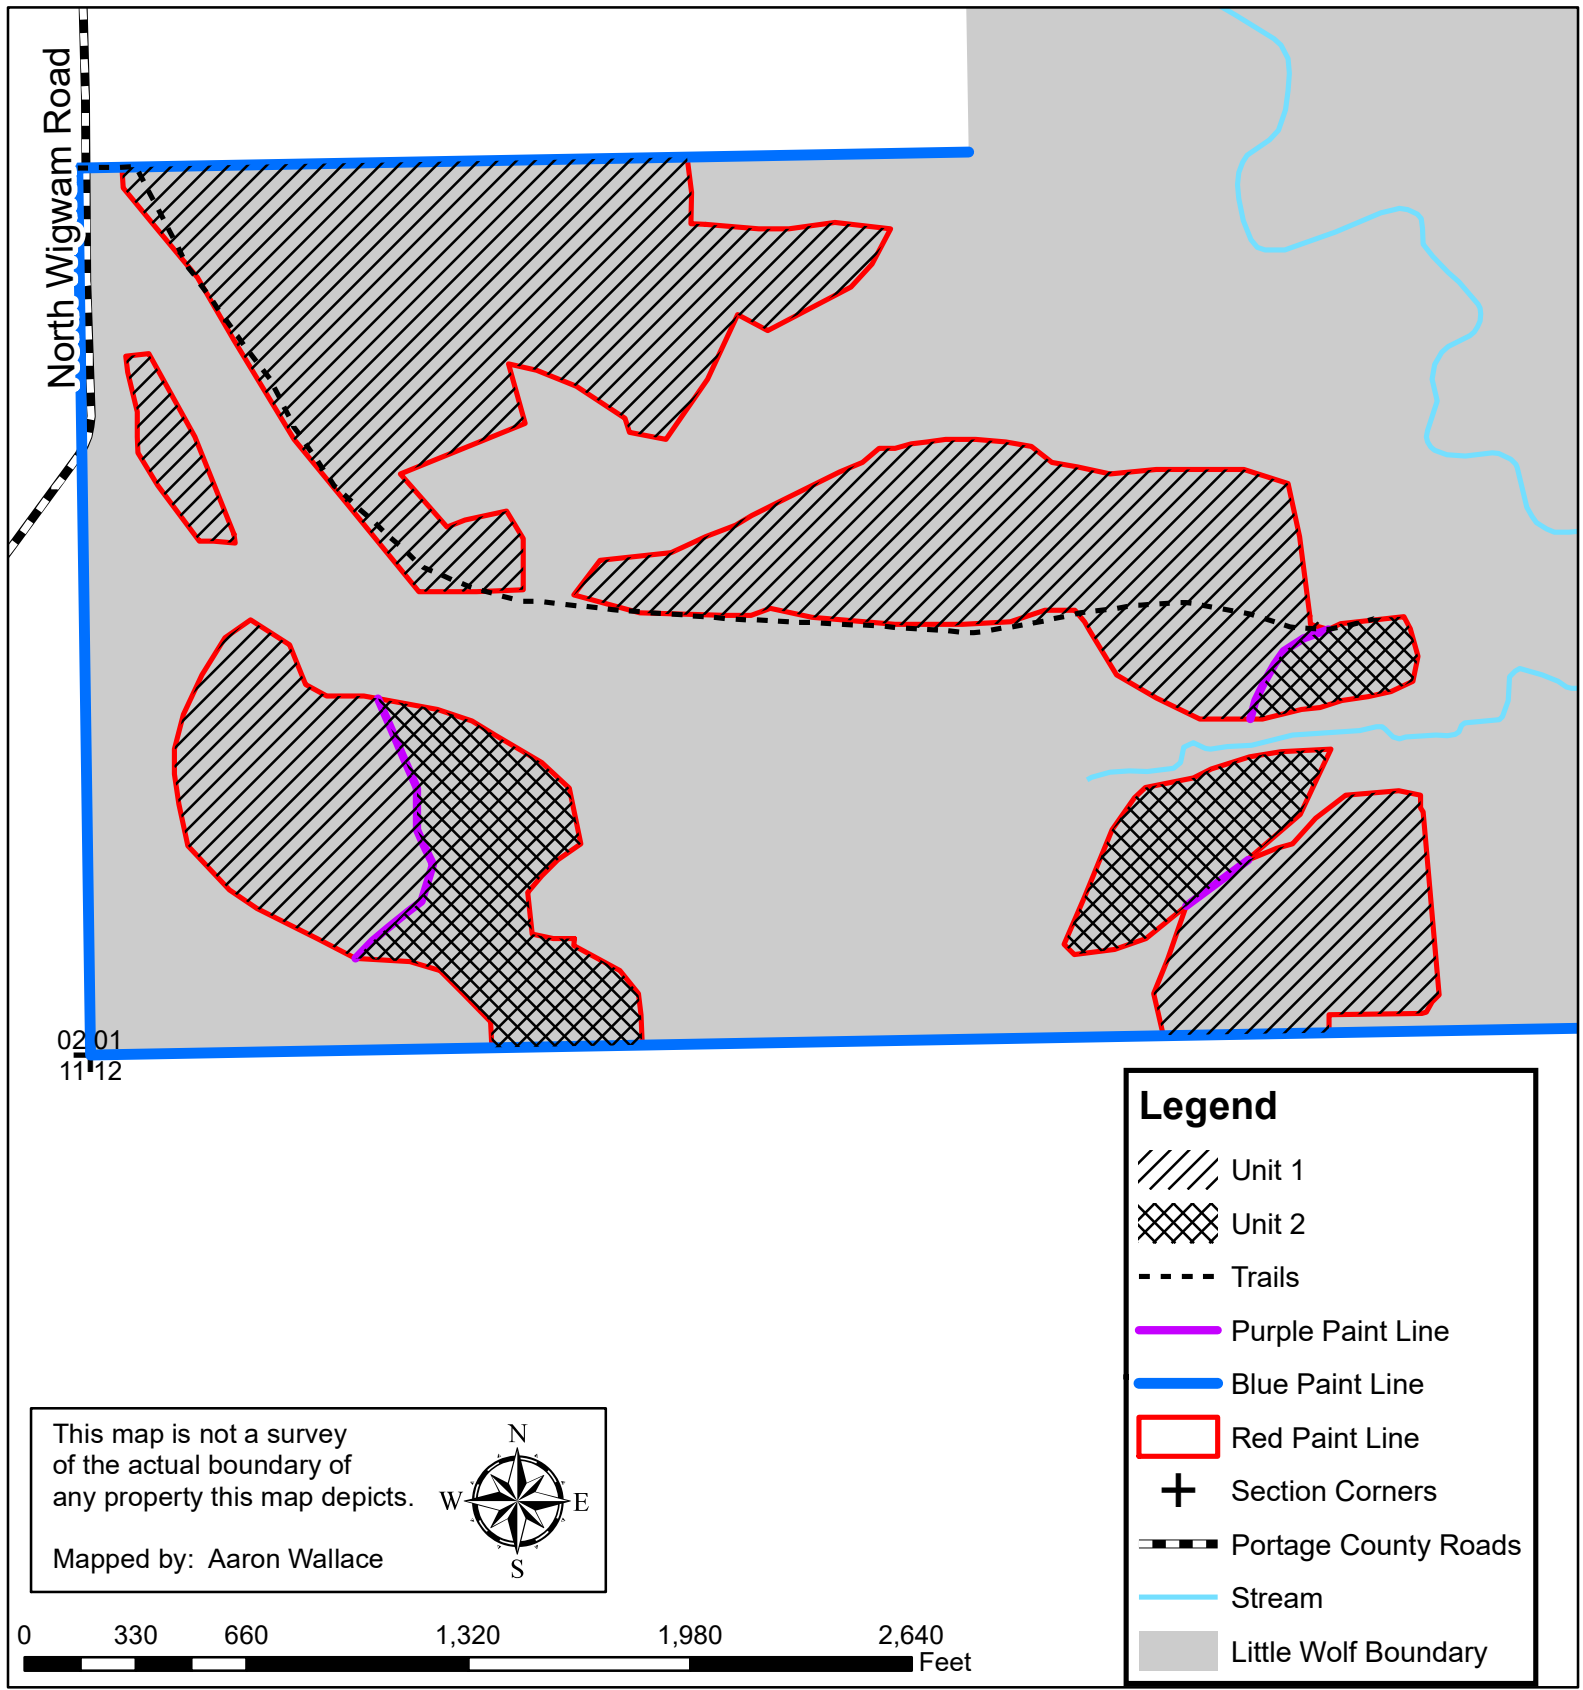 North Wigwam Road
02 01
11 12
Legend
Unit 1
Unit 2
Trails
Purple Paint Line
Blue Paint Line
Red Paint Line
Section Corners
Portage County Roads
Stream
Little Wolf Boundary
This map is not a survey
of the actual boundary of
any property this map depicts.
Mapped by: Aaron Wallace
N
W E
S
0 330 660 1,320 1,980 2,640
Feet